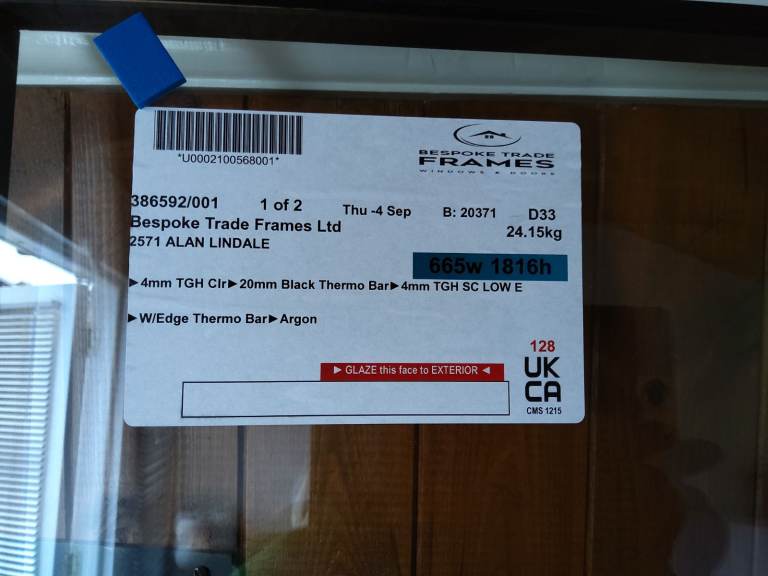 *U0002100568001*
BESPOKE TRADE
FRAMES
WINDOWS & DOORS
386592/001 1 of 2 Thu -4 Sep B: 20371 D33
Bespoke Trade Frames Ltd 24.15kg
2571 ALAN LINDALE
665w 1816h
►4mm TGH Clr►20mm Black Thermo Bar►4mm TGH SC LOW E
►W/Edge Thermo Bar►Argon
128
► GLAZE this face to EXTERIOR ◄
UK
CA
CMS 1215